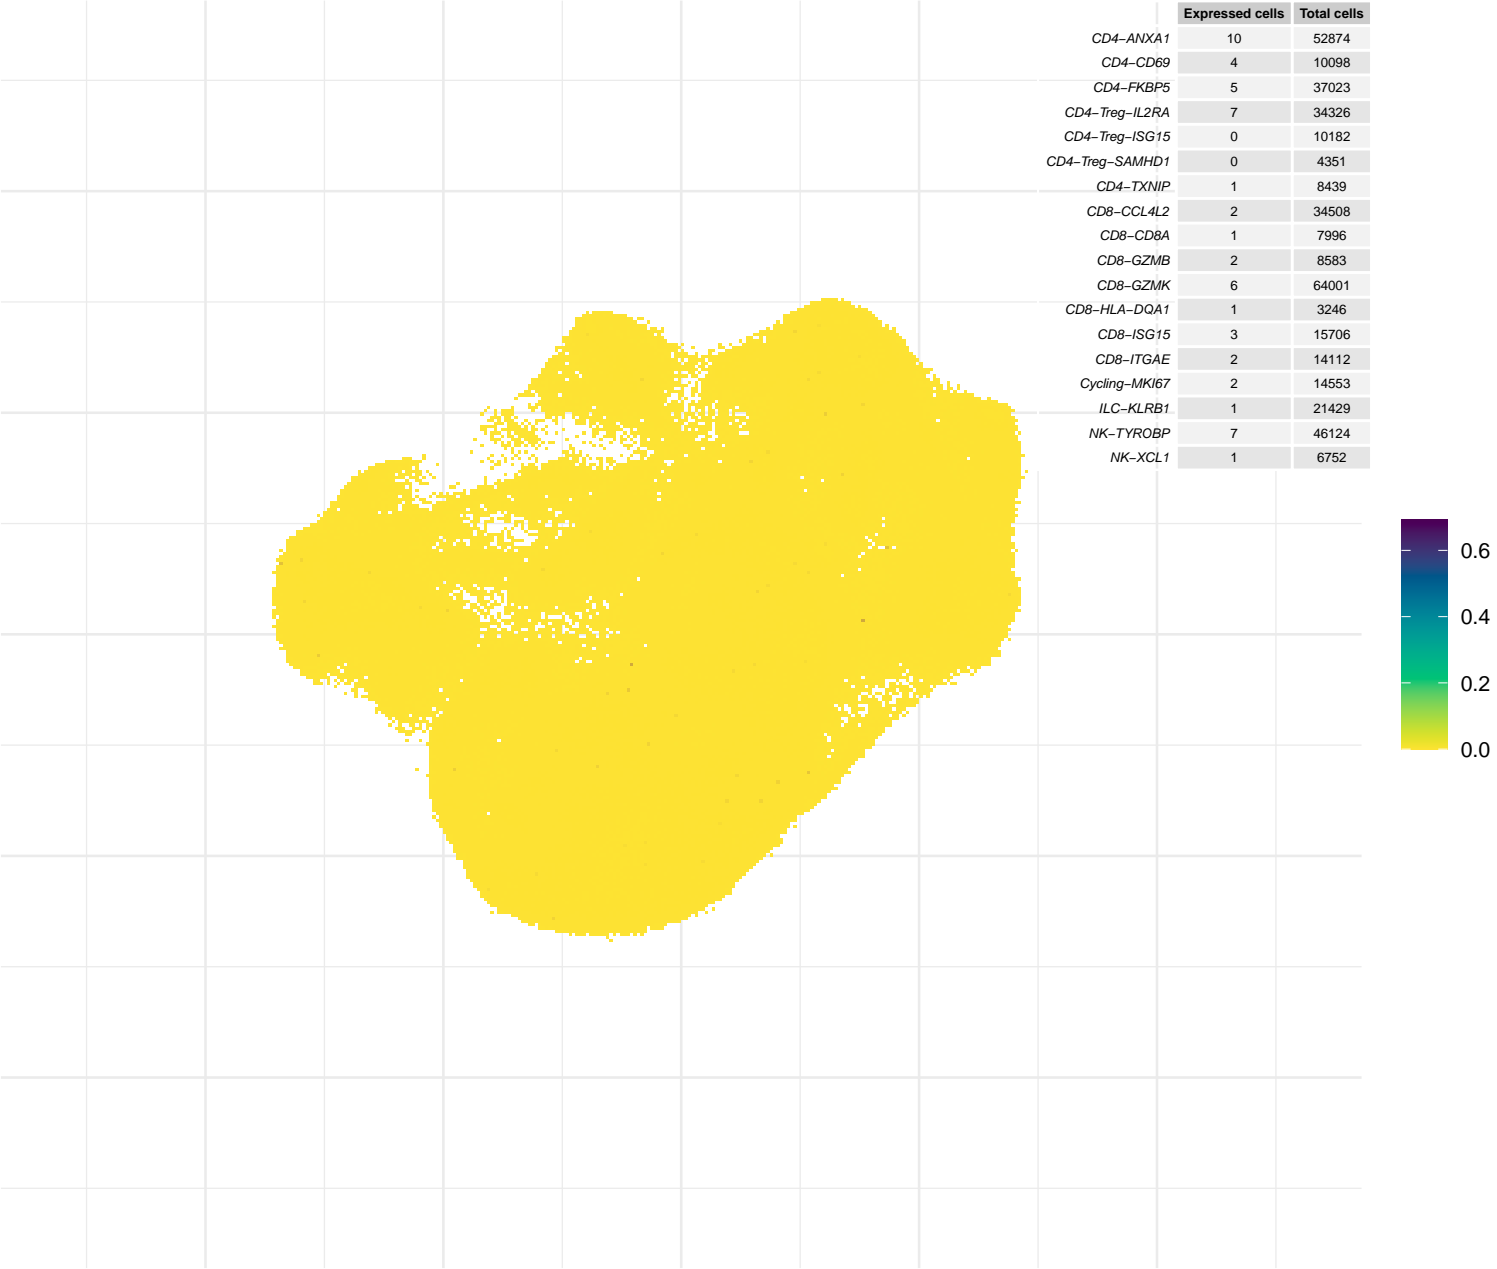 Expressed cells Total cells
CD4−ANXA1 10 52874
CD4−CD69 4 10098
CD4−FKBP5 5 37023
CD4−Treg−IL2RA 7 34326
CD4−Treg−ISG15 0 10182
CD4−Treg−SAMHD1 0 4351
CD4−TXNIP 1 8439
CD8−CCL4L2 2 34508
CD8−CD8A 1 7996
CD8−GZMB 2 8583
CD8−GZMK 6 64001
CD8−HLA−DQA1 1 3246
CD8−ISG15 3 15706
CD8−ITGAE 2 14112
Cycling−MKI67 2 14553
ILC−KLRB1 1 21429
NK−TYROBP 7 46124
NK−XCL1 1 6752
0.6
0.4
0.2
0.0